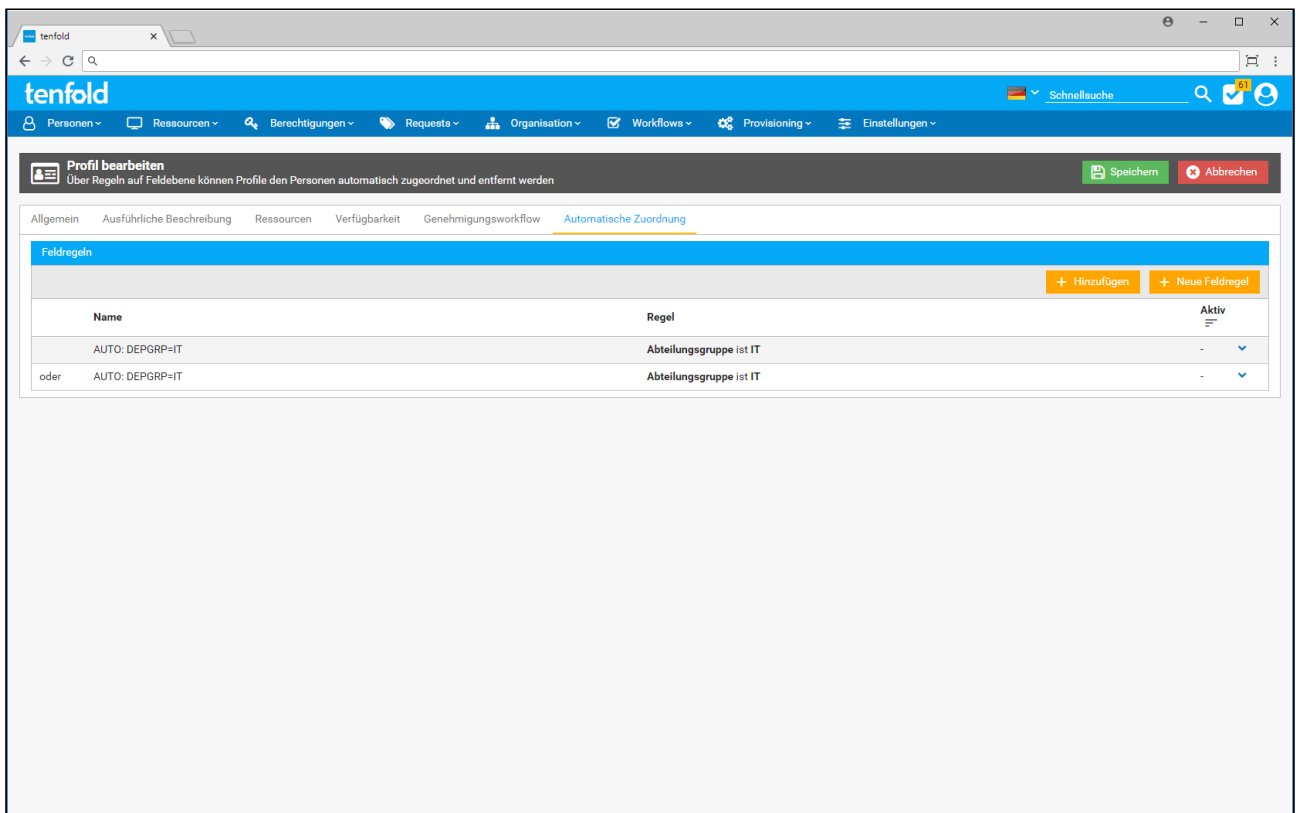 tenfold
tenfold
Schnellsuche
61
Personen Ressourcen Berechtigungen Requests Organisation Workflows Provisioning Einstellungen
Profil bearbeiten
Über Regeln auf Feldebene können Profile den Personen automatisch zugeordnet und entfernt werden
Speichern Abbrechen
Allgemein Ausführliche Beschreibung Ressourcen Verfügbarkeit Genehmigungsworkflow Automatische Zuordnung
Feldregeln
+ Hinzufügen + Neue Feldregel
Name Regel Aktiv
AUTO: DEPGRP=IT Abteilungsgruppe ist IT -
oder AUTO: DEPGRP=IT Abteilungsgruppe ist IT -